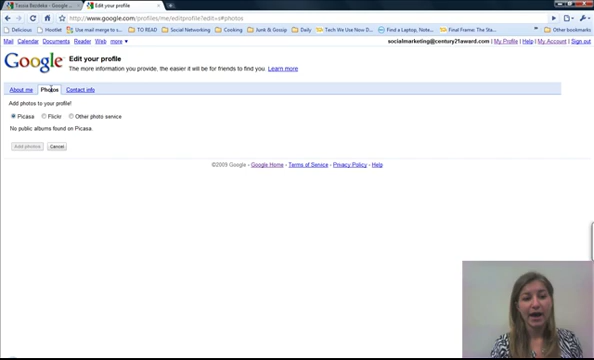 Edit your profile
http://www.google.com/profiles/me/editprofile?edit=s#photos
Delicious Hootlet Use mail merge to s... TO READ Social Networking Cooking Junk & Gossip Daily Tech We Use Now D... Find a Lofting Bed, P... Final Frame: The Sta... Other bookmarks
Mail Calendar Documents Reader Web more ▼ socialmarketing@century21award.com | My Profile | Help | My Account | Sign out
Google
Edit your profile
The more information you provide, the easier it will be for friends to find you. Learn more
About me Photos Contact info
Add photos to your profile!
Picasa Flickr Other photo service
No public albums found on Picasa.
Add photos Cancel
©2009 Google - Google Home - Terms of Service - Privacy Policy - Help